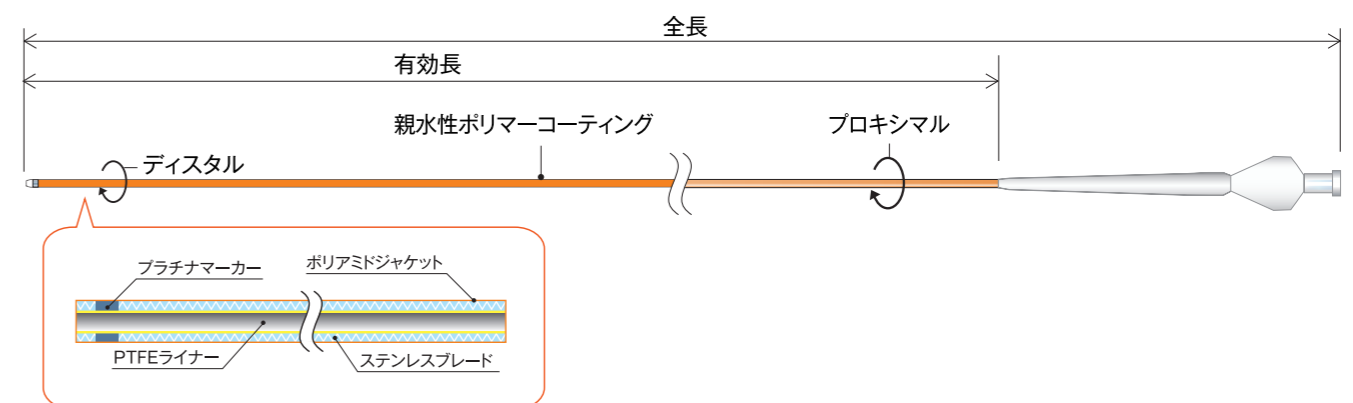 全長
有効長
親水性ポリマーコーティング
プロキシマル
ディスタル
プラチナマーカー
ポリアミドジャケット
PTFEライナー
ステンレスブレード